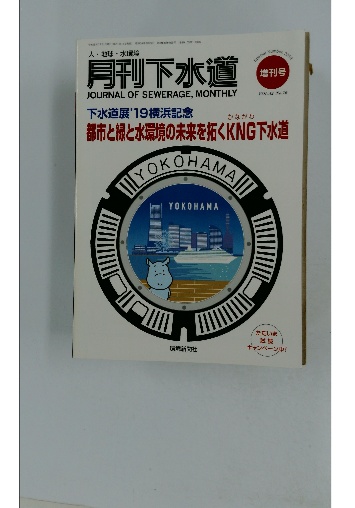 人・地球・水環境
月刊下水道
増刊号
JOURNAL OF SEWERAGE, MONTHLY
下水道展'19横浜記念
かながわ
都市と緑と水環境の未来を拓くKNG下水道
YOKOHAMA
YOKOHAMA
環境新聞社